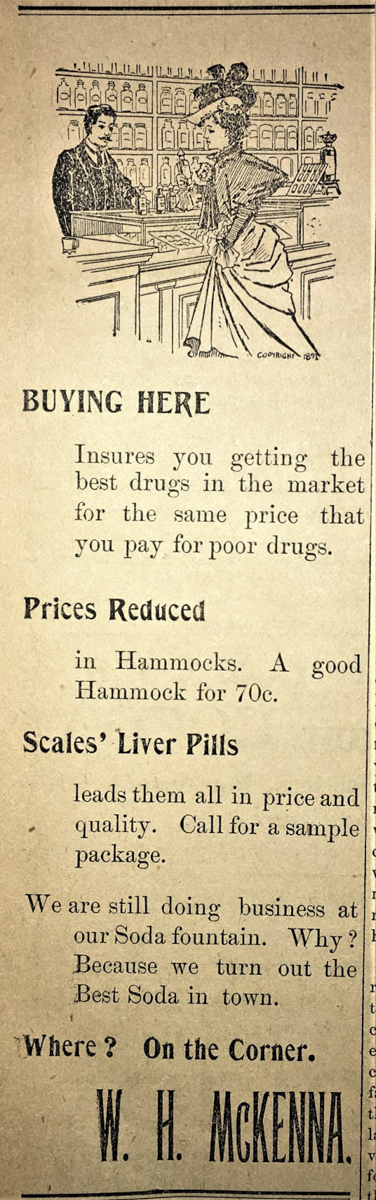 COPYRIGHT 189
BUYING HERE
Insures you getting the
best drugs in the market
for the same price that
you pay for poor drugs.
Prices Reduced
in Hammocks. A good
Hammock for 70c.
Scales' Liver Pills
leads them all in price and
quality. Call for a sample
package.
We are still doing business at
our Soda fountain. Why?
Because we turn out the
Best Soda in town.
Where? On the Corner.
W. H. McKENNA.